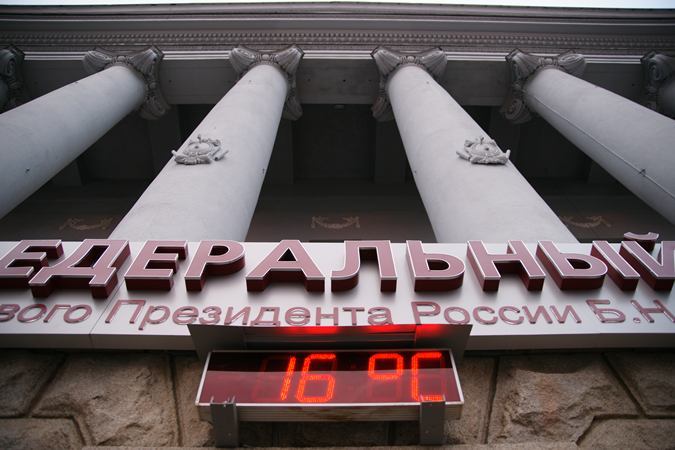 ЕДЕРАЛЬНЫЙ
вого Президента России Б.Н
16 °C